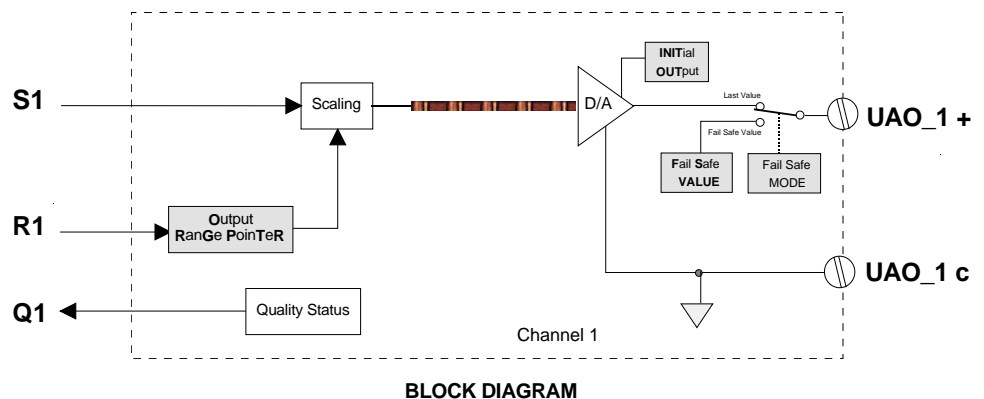 INITial
OUTput
S1
Scaling
D/A
Last Value
UAO_1 +
Fail Safe Value
Fail Safe
VALUE
Fail Safe
MODE
R1
Output
RanGe PoinTeR
UAO_1 c
Q1
Quality Status
Channel 1
BLOCK DIAGRAM